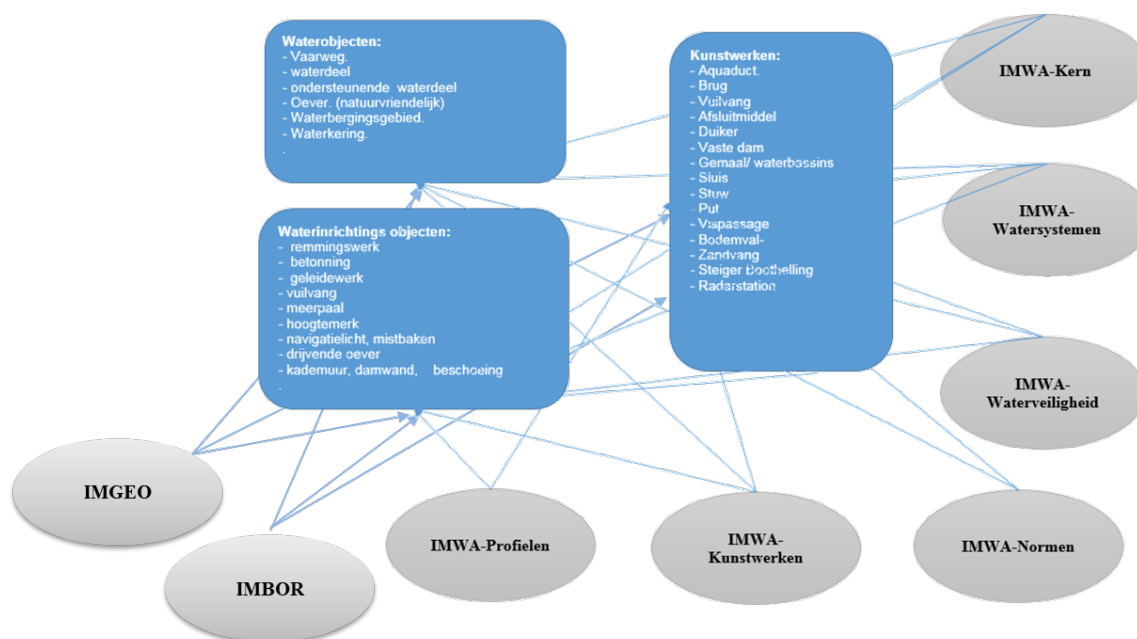 Waterobjecten:
- Vaarweg.
- waterdeel
- ondersteunende waterdeel
- Oever. (natuurvriendelijk)
- Waterbergingsgebied.
- Waterkering.
.
Waterinrichtings objecten:
- remmingswerk
- betonning
- geleidewerk
- vuilvang
- meerpaal
- hoogtemerk
- navigatielicht, mistbaken
- drijvende oever
- kademuur, damwand, beschoeing
.
Kunstwerken:
- Aquaduct.
- Brug
- Vuilvang
- Afsluitmiddel
- Duiker
- Vaste dam
- Gemaal/ waterbassins
- Sluis
- Stuw
- Put
- Vispassage
- Bodemval-
- Zandvang
- Steiger Boothelling
- Radarstation
IMWA-Kern
IMWA-
Watersystemen
IMWA-
Waterveiligheid
IMGEO
IMBOR
IMWA-Profielen
IMWA-
Kunstwerken
IMWA-Normen